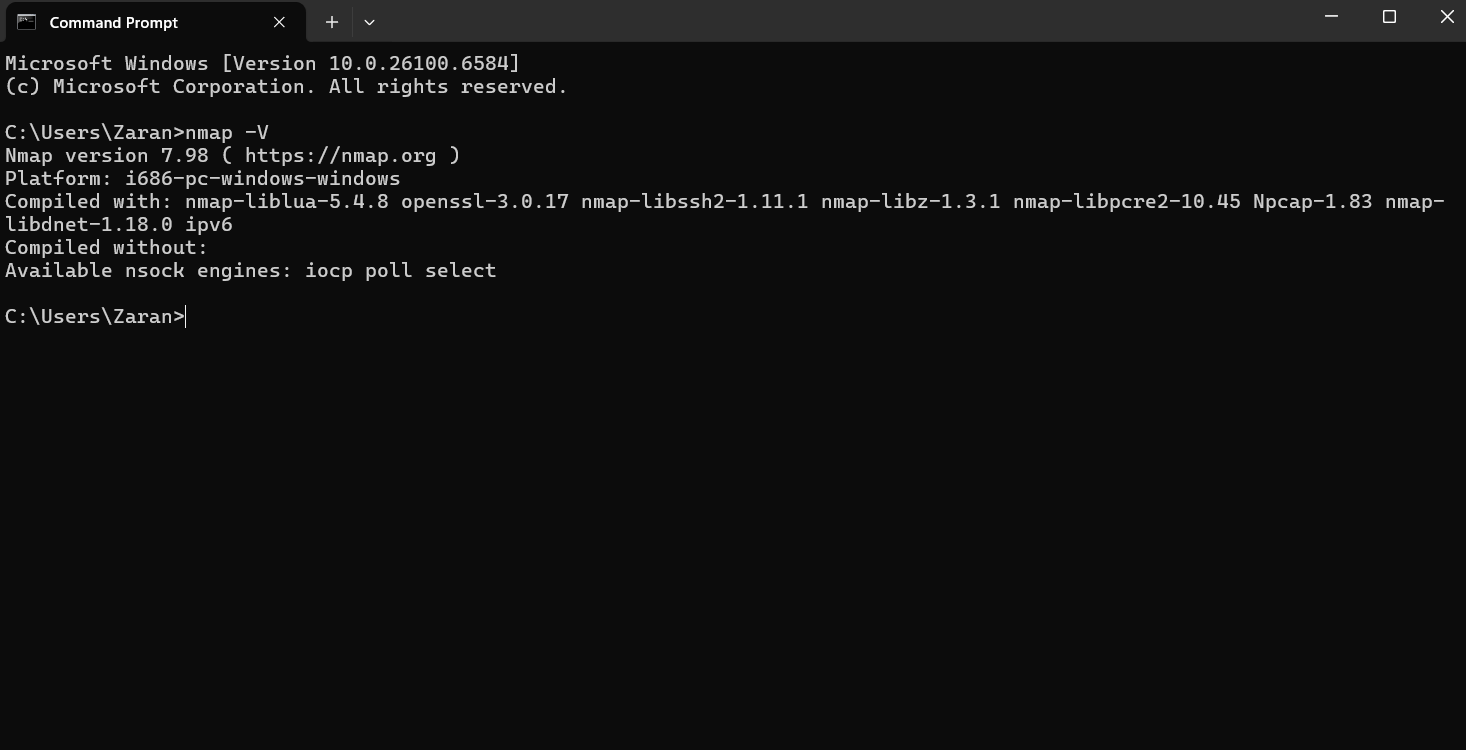 Command Prompt
Microsoft Windows [Version 10.0.26100.6584]
(c) Microsoft Corporation. All rights reserved.
C:\Users\Zaran>nmap -V
Nmap version 7.98 ( https://nmap.org )
Platform: i686-pc-windows-windows
Compiled with: nmap-liblua-5.4.8 openssl-3.0.17 nmap-libssh2-1.11.1 nmap-libz-1.3.1 nmap-libpcre2-10.45 Npcap-1.83 nmap-
libdnet-1.18.0 ipv6
Compiled without:
Available nsock engines: iocp poll select
C:\Users\Zaran>